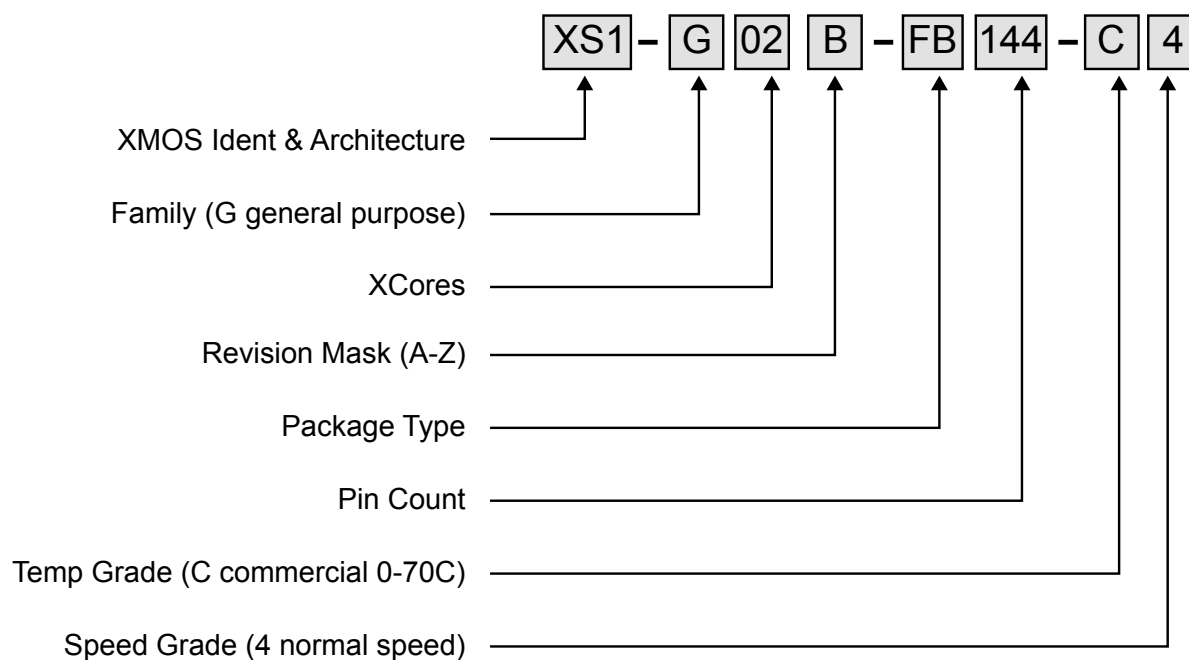 XS1 – G 02 B – FB 144 – C 4
XMOS Ident & Architecture
Family (G general purpose)
XCores
Revision Mask (A-Z)
Package Type
Pin Count
Temp Grade (C commercial 0-70C)
Speed Grade (4 normal speed)